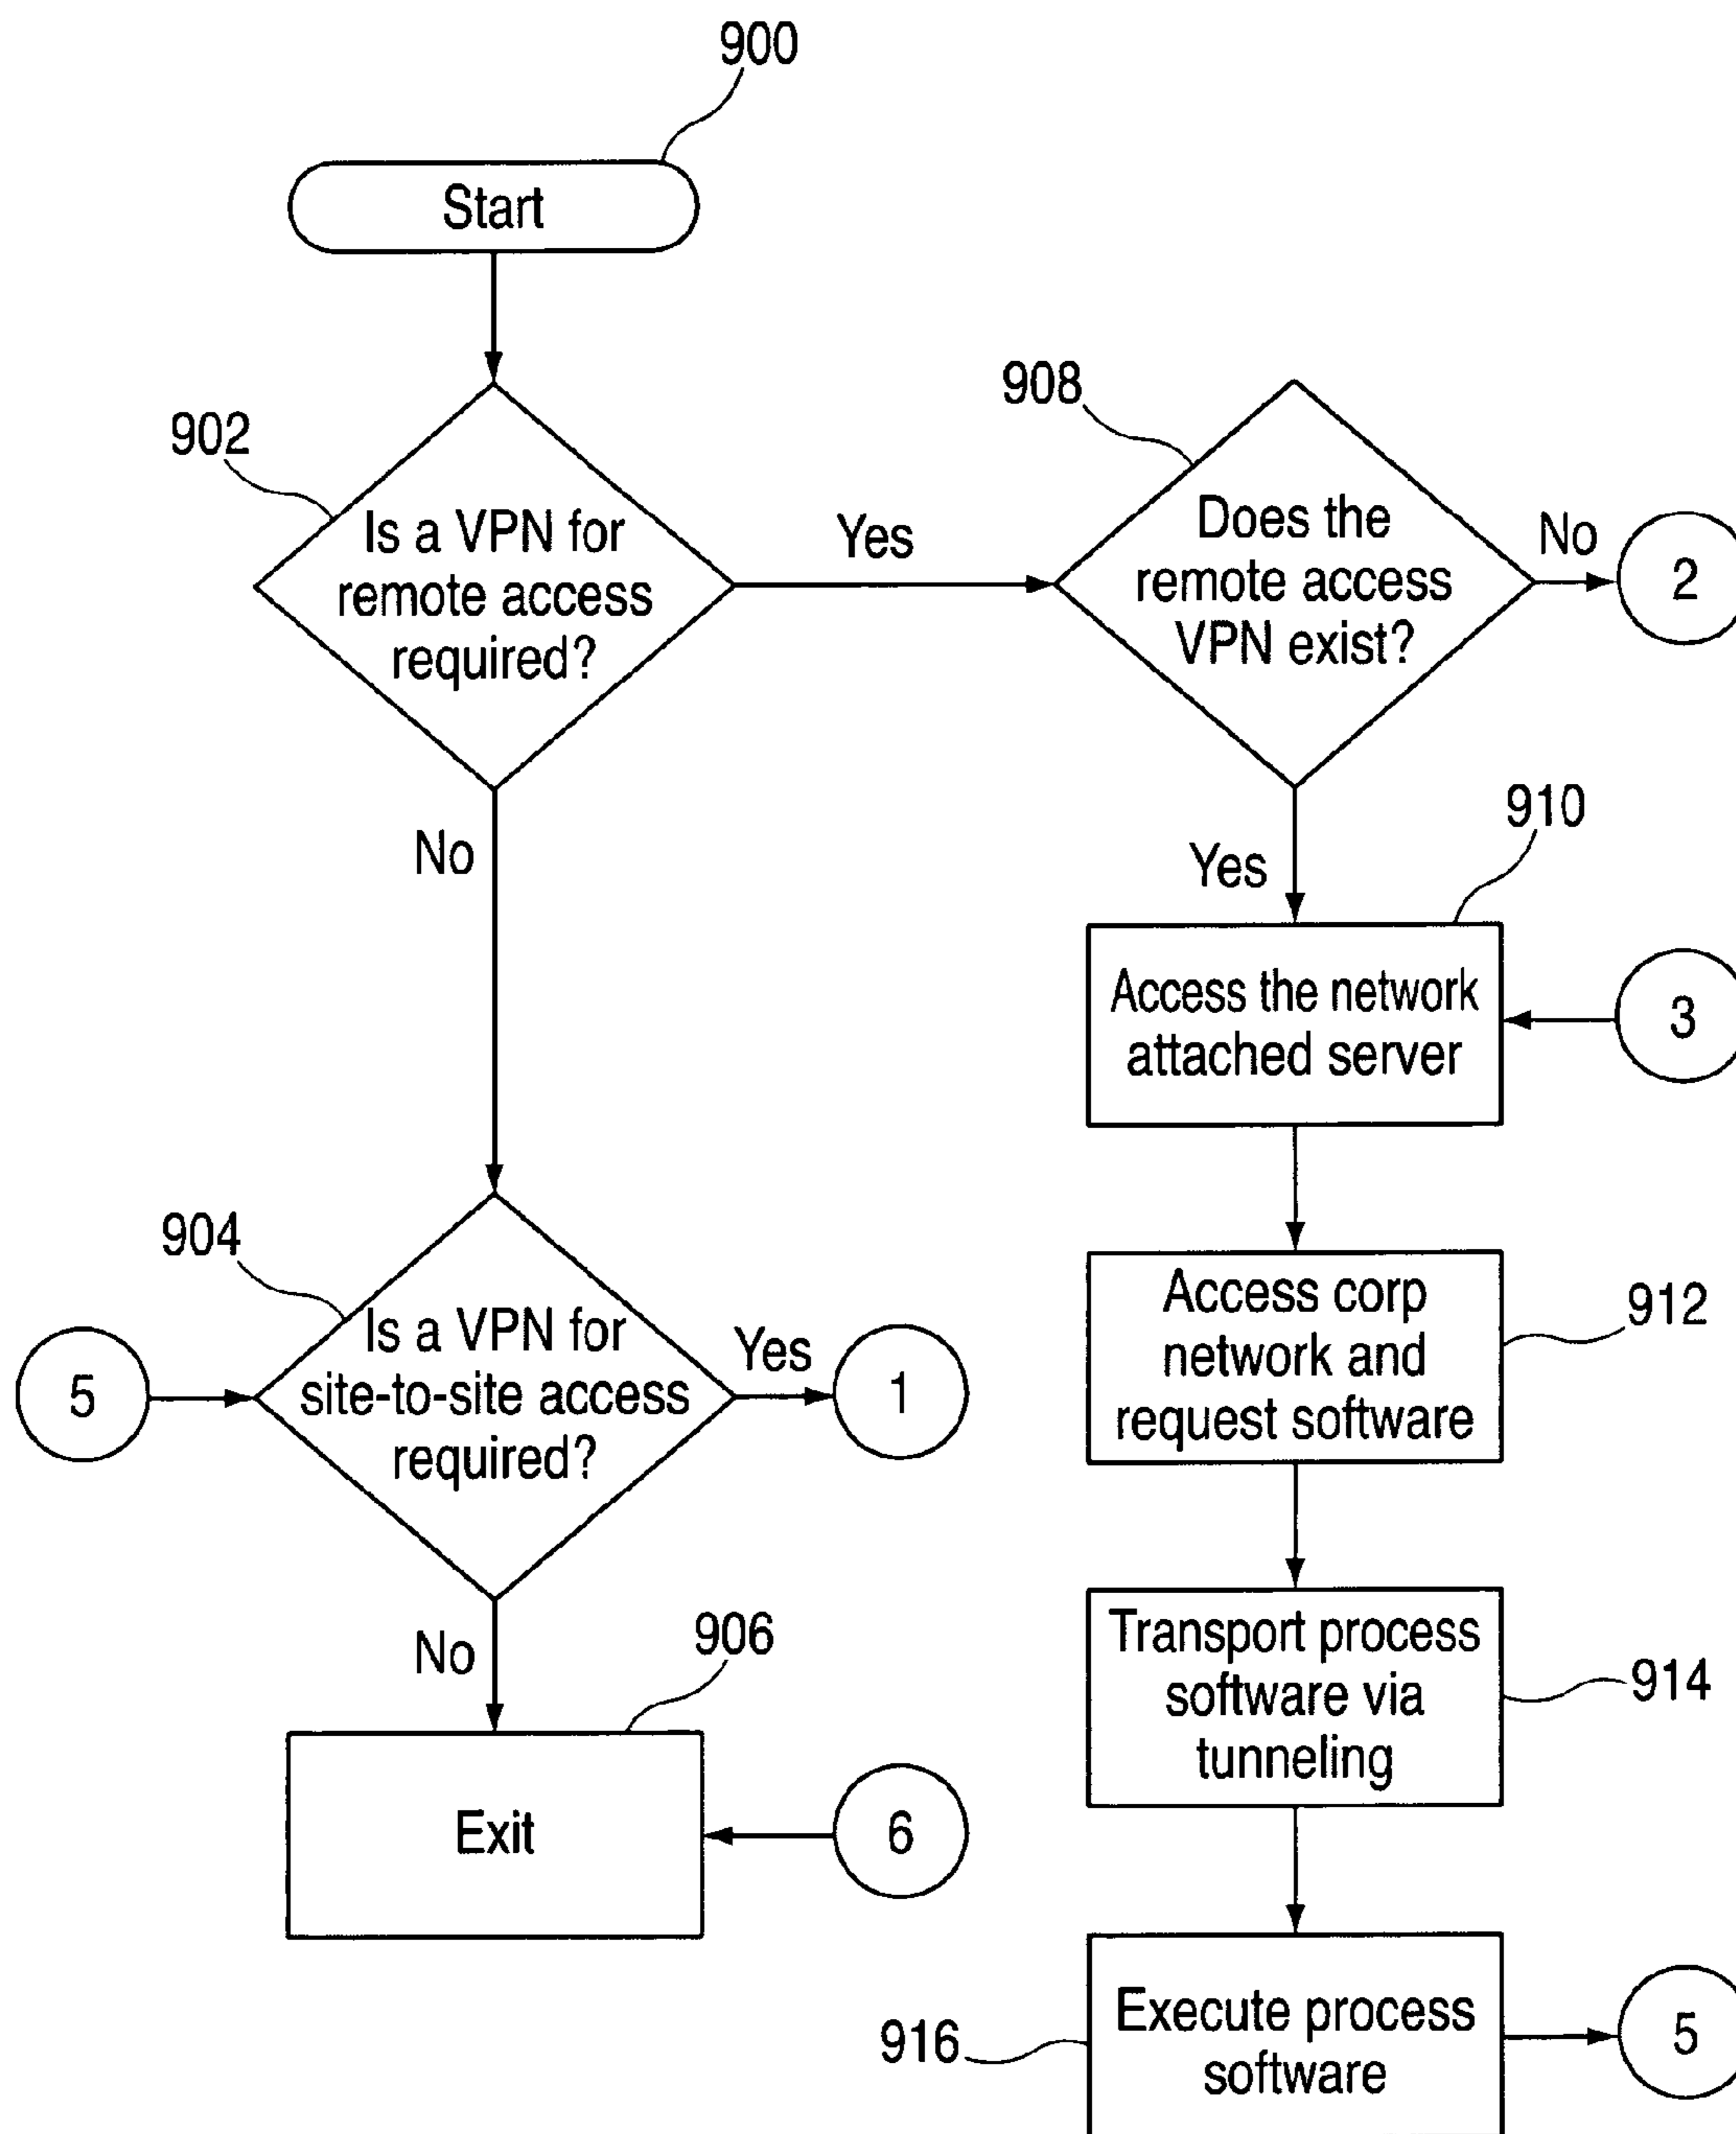 900
Start
902
Is a VPN for
remote access
required?
Yes
908
Does the
remote access
VPN exist?
No
2
No
Yes
910
Access the network
attached server
3
904
5
Is a VPN for
site-to-site access
required?
Yes
1
Access corp
network and
request software
912
No
906
Exit
6
Transport process
software via
tunneling
914
916
Execute process
software
5